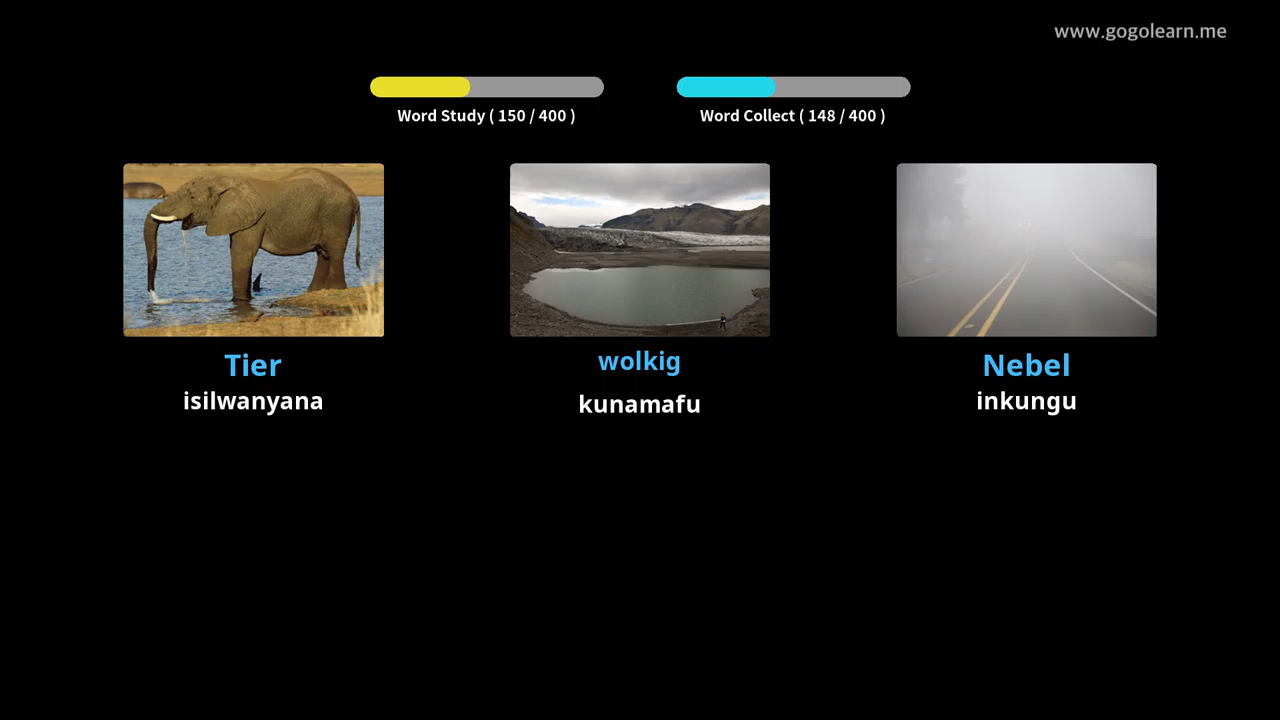 www.gogolearn.me
Word Study ( 150 / 400 )
Word Collect ( 148 / 400 )
Tier
isilwanyana
wolkig
kunamafu
Nebel
inkungu